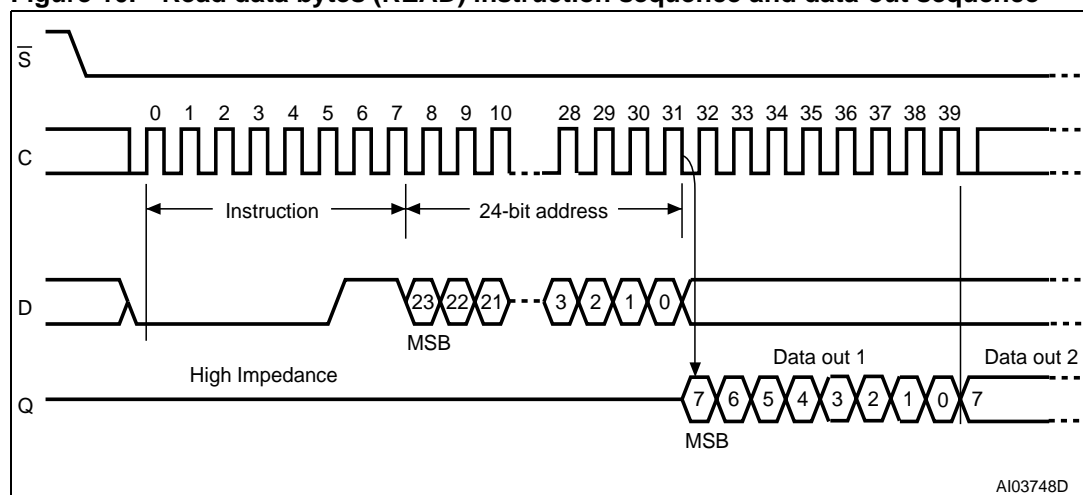 Figure 10. Read data bytes (READ) instruction sequence and data-out sequence
S
0 1 2 3 4 5 6 7 8 9 10 28 29 30 31 32 33 34 35 36 37 38 39
C
Instruction 24-bit address
D 23 22 21 3 2 1 0
MSB
Data out 1 Data out 2
High Impedance
Q 7 6 5 4 3 2 1 0 7
MSB
AI03748D